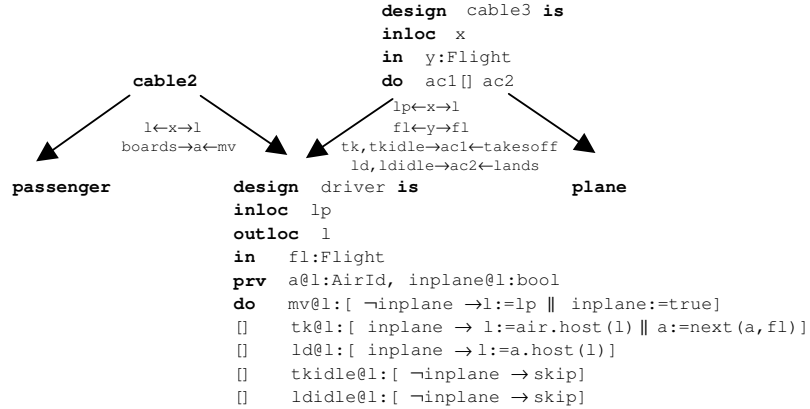 design cable3 is
inloc x
in y:Flight
do ac1[] ac2
cable2
lp←x→l
fl←y→fl
tk,tkidle→ac1←takesoff
ld,ldidle→ac2←lands
l←x→l
boards→a←mv
passenger
design driver is
plane
inloc lp
outloc l
in fl:Flight
prv a@l:AirId, inplane@l:bool
do mv@l:[ ¬inplane →l:=lp ‖ inplane:=true]
[] tk@l:[ inplane → l:=air.host(l) ‖ a:=next(a,fl)]
[] ld@l:[ inplane →l:=a.host(l)]
[] tkidle@l:[ ¬inplane →skip]
[] ldidle@l:[ ¬inplane →skip]